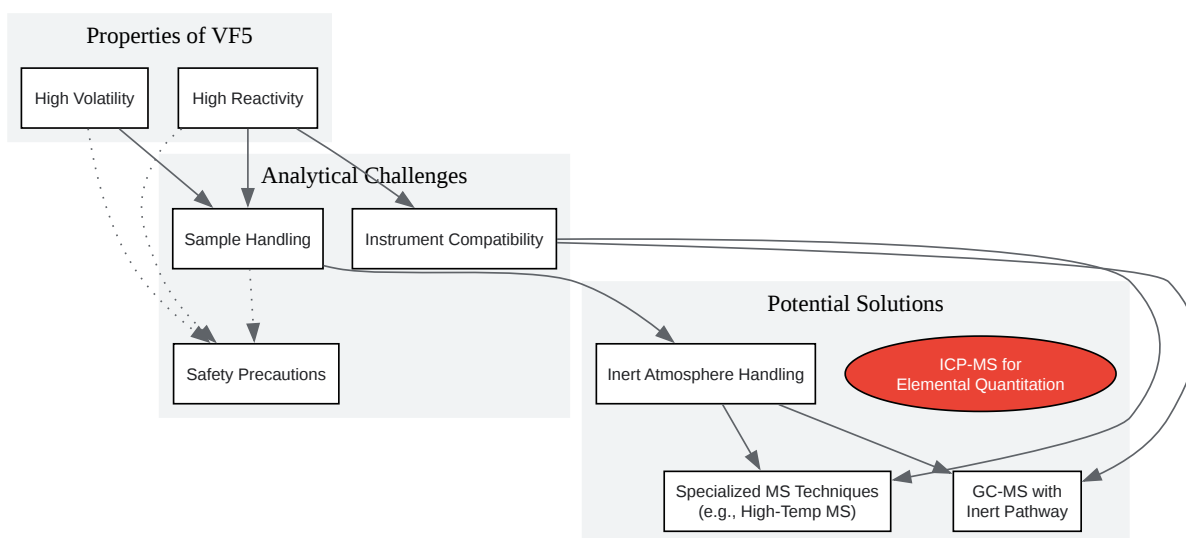 Properties of VF5
High Volatility
High Reactivity
Analytical Challenges
Sample Handling
Instrument Compatibility
Safety Precautions
Potential Solutions
Inert Atmosphere Handling
ICP-MS for
Elemental Quantitation
Specialized MS Techniques
(e.g., High-Temp MS)
GC-MS with
Inert Pathway